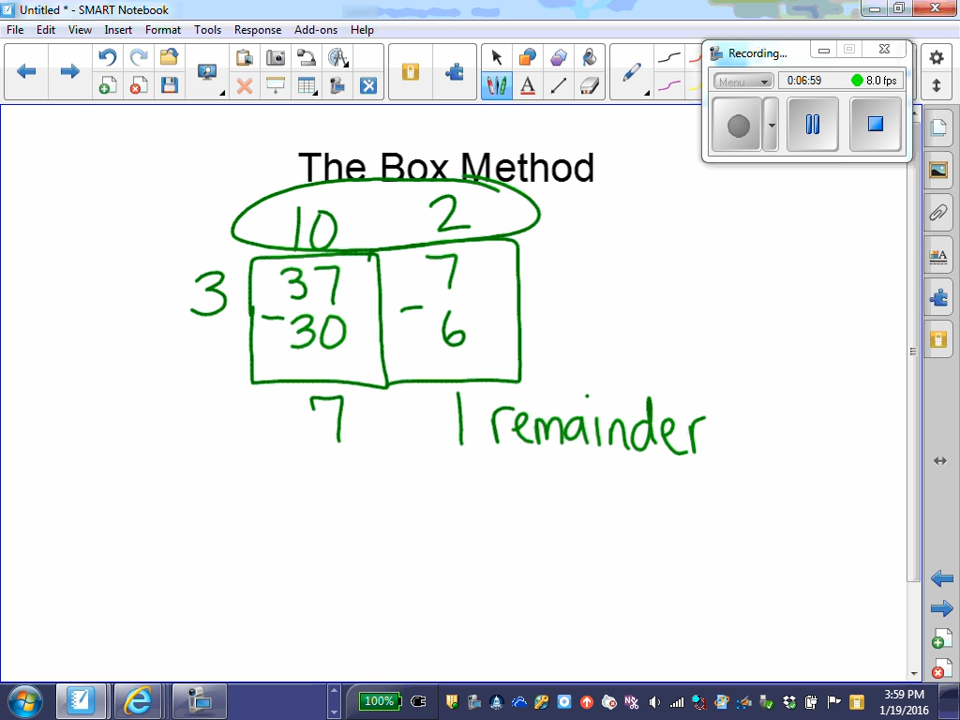 Untitled * - SMART Notebook
File Edit View Insert Format Tools Response Add-ons Help
Recording...
Menu 0:06:59 8.0 fps
The Box Method
10 2
3 37 7
- 30 - 6
7 1 remainder
100%
3:59 PM
1/19/2016